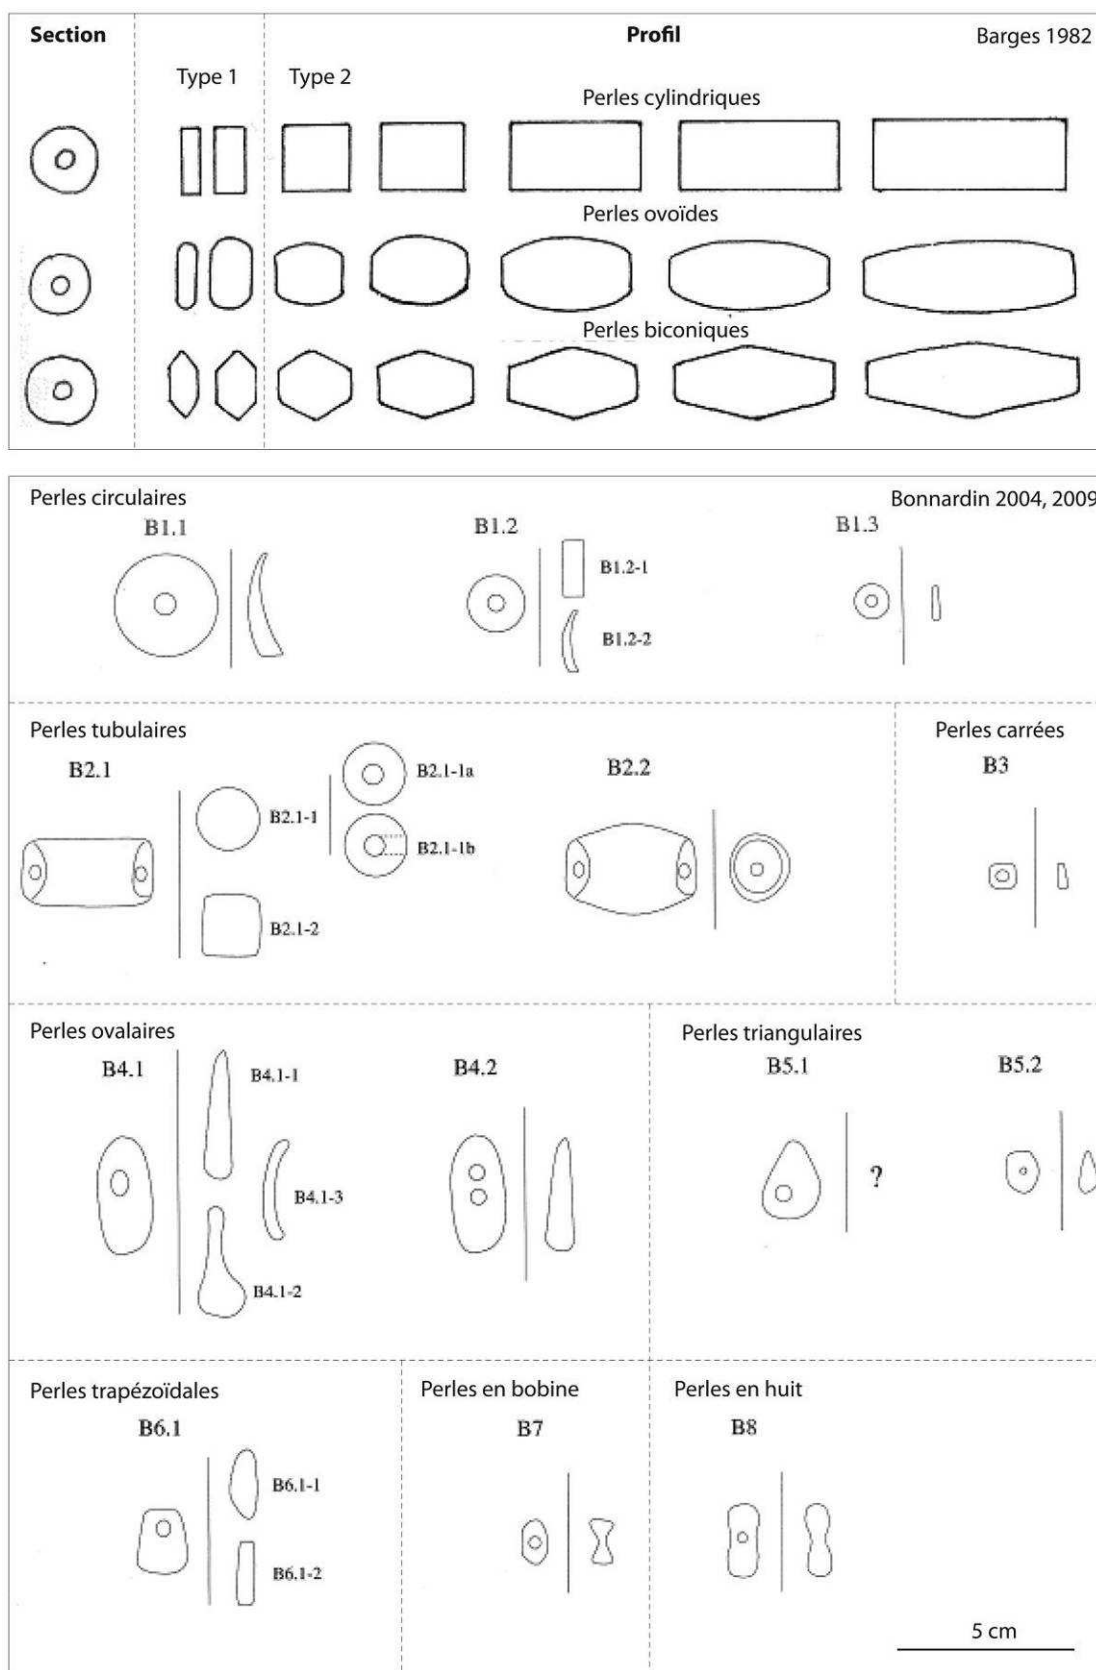 Section
Profil
Barges 1982
Type 1
Type 2
Perles cylindriques
Perles ovoïdes
Perles biconiques
Perles circulaires
Bonnardin 2004, 2009
B1.1
B1.2
B1.3
B1.2-1
B1.2-2
Perles tubulaires
Perles carrées
B2.1
B2.1-1a
B2.2
B3
B2.1-1
B2.1-1b
B2.1-2
Perles ovalaires
Perles triangulaires
B4.1
B4.1-1
B4.2
B5.1
B5.2
?
B4.1-3
B4.1-2
Perles trapézoïdales
Perles en bobine
Perles en huit
B6.1
B7
B8
B6.1-1
B6.1-2
5 cm